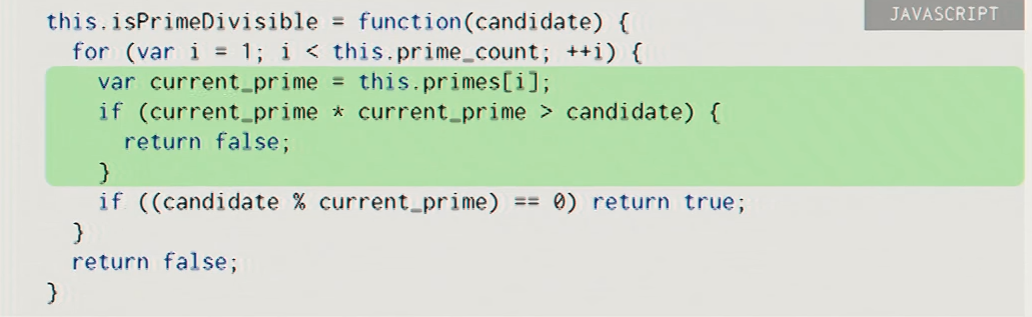 JAVASCRIPT
this.isPrimeDivisible = function(candidate) {
  for (var i = 1; i < this.prime_count; ++i) {
    var current_prime = this.primes[i];
    if (current_prime * current_prime > candidate) {
      return false;
    }
    if ((candidate % current_prime) == 0) return true;
  }
  return false;
}